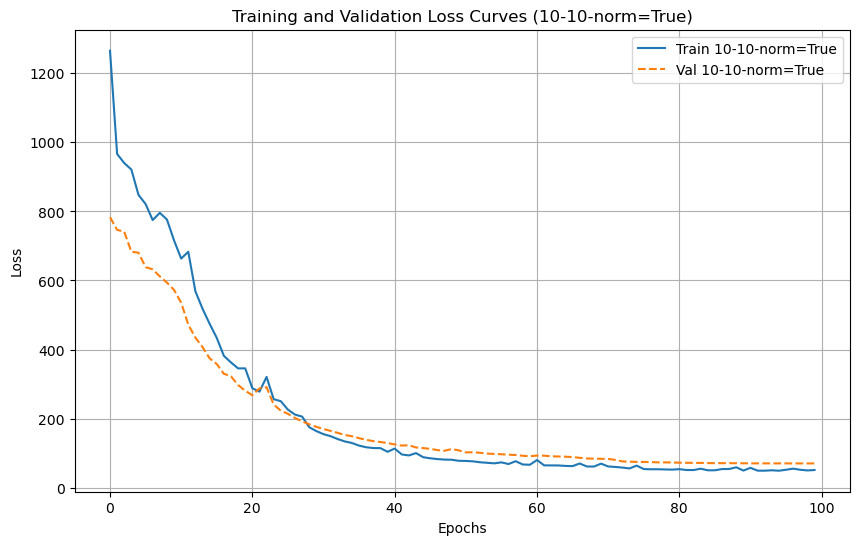 Training and Validation Loss Curves (10-10-norm=True)
Train 10-10-norm=True
Val 10-10-norm=True
Loss
1200
1000
800
600
400
200
0
0 20 40 60 80 100
Epochs